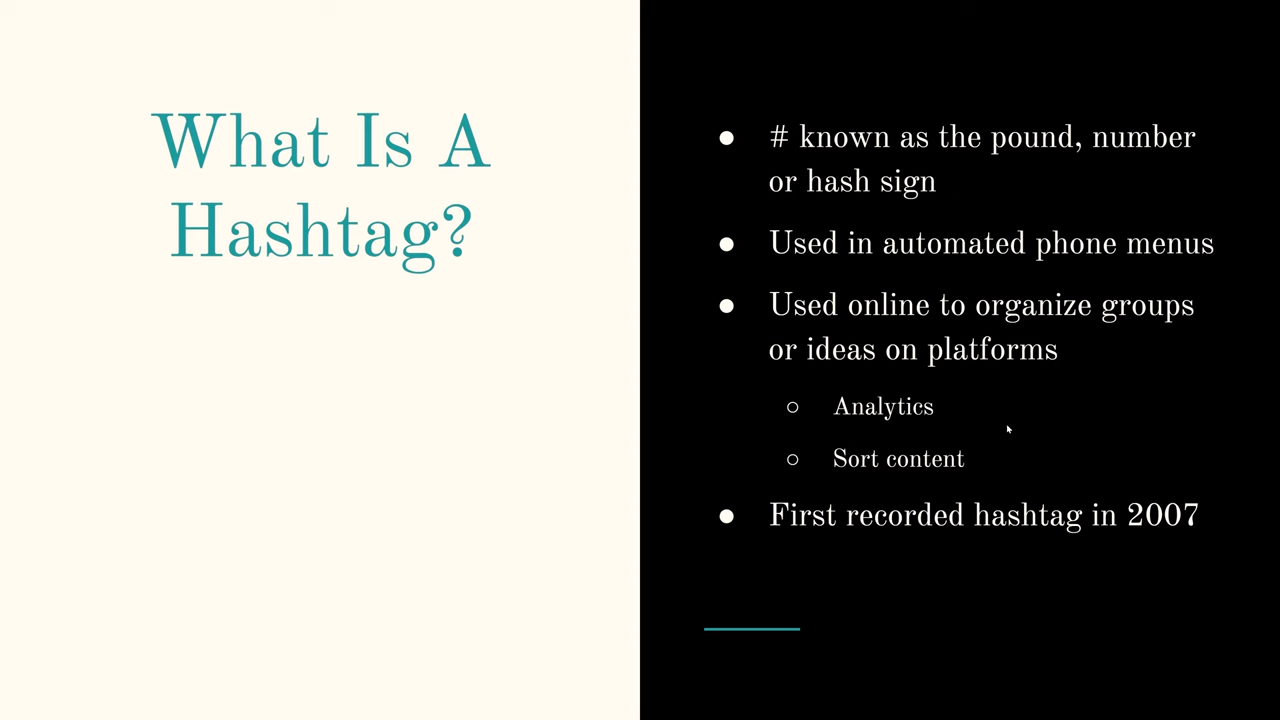 What Is A
Hashtag?
● # known as the pound, number
or hash sign
● Used in automated phone menus
● Used online to organize groups
or ideas on platforms
○ Analytics
○ Sort content
● First recorded hashtag in 2007